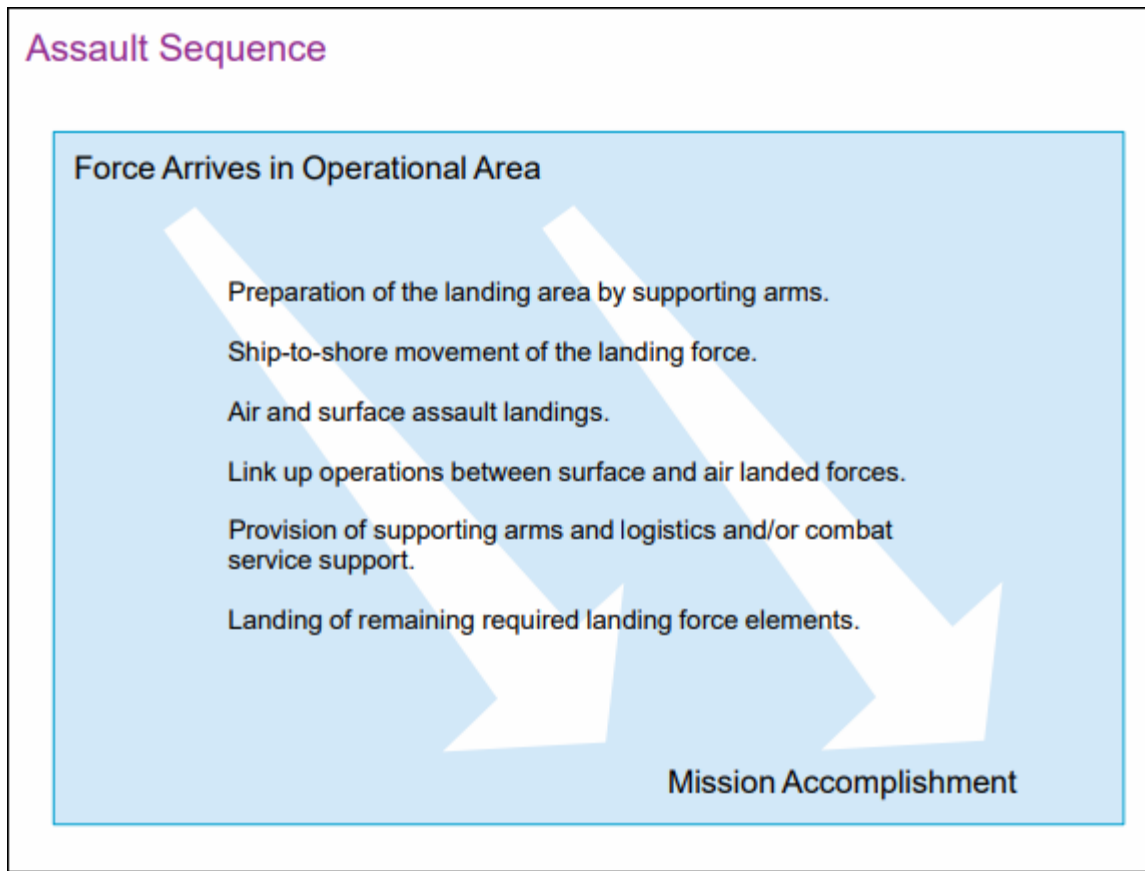 Assault Sequence
Force Arrives in Operational Area
Preparation of the landing area by supporting arms.
Ship-to-shore movement of the landing force.
Air and surface assault landings.
Link up operations between surface and air landed forces.
Provision of supporting arms and logistics and/or combat
service support.
Landing of remaining required landing force elements.
Mission Accomplishment